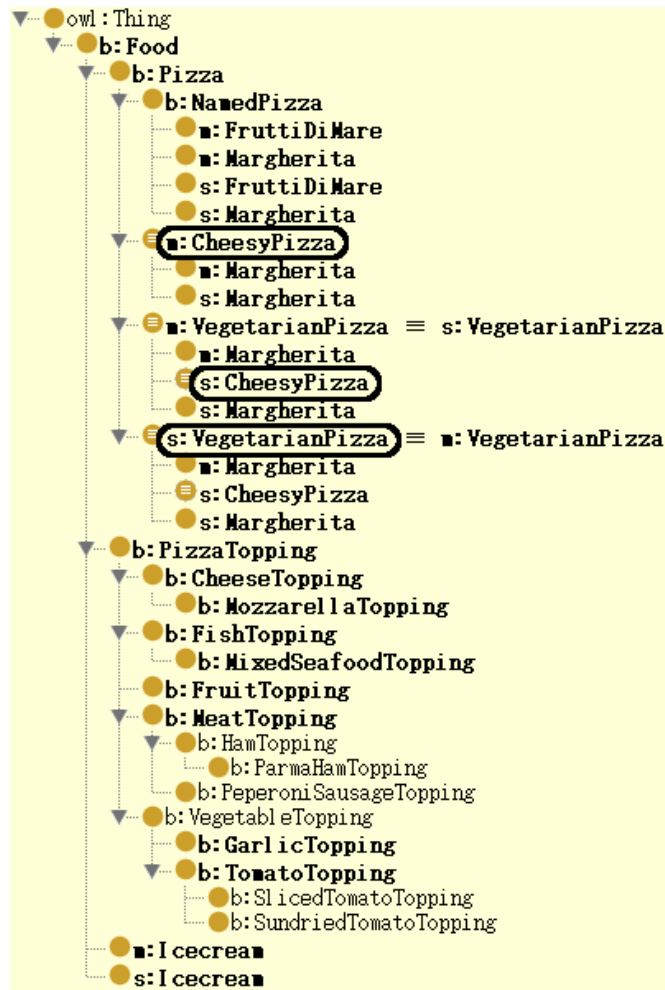 owl:Thing
b:Food
b:Pizza
b:NamedPizza
m:FruttiDiMare
m:Margherita
s:FruttiDiMare
s:Margherita
m:CheesyPizza
m:Margherita
s:Margherita
m:VegetarianPizza ≡ s:VegetarianPizza
m:Margherita
s:CheesyPizza
s:Margherita
s:VegetarianPizza ≡ m:VegetarianPizza
m:Margherita
s:CheesyPizza
s:Margherita
b:PizzaTopping
b:CheeseTopping
b:MozzarellaTopping
b:FishTopping
b:MixedSeafoodTopping
b:FruitTopping
b:MeatTopping
b:HamTopping
b:ParmaHamTopping
b:PeperoniSausageTopping
b:VegetableTopping
b:GarlicTopping
b:TomatoTopping
b:SlicedTomatoTopping
b:SundriedTomatoTopping
m:Icecream
s:Icecream